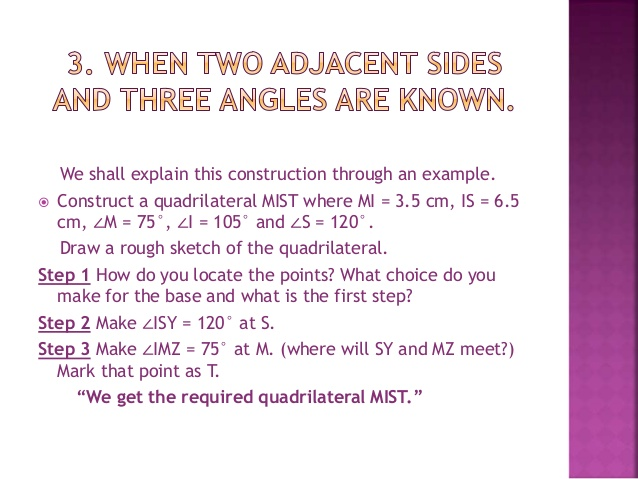 3. WHEN TWO ADJACENT SIDES
AND THREE ANGLES ARE KNOWN.
We shall explain this construction through an example.
Construct a quadrilateral MIST where MI = 3.5 cm, IS = 6.5
cm, ∠M = 75°, ∠I = 105° and ∠S = 120°.
Draw a rough sketch of the quadrilateral.
Step 1 How do you locate the points? What choice do you
make for the base and what is the first step?
Step 2 Make ∠ISY = 120° at S.
Step 3 Make ∠IMZ = 75° at M. (where will SY and MZ meet?)
Mark that point as T.
“We get the required quadrilateral MIST.”